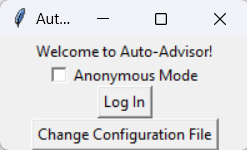 Aut...
Welcome to Auto-Advisor!
Anonymous Mode
Log In
Change Configuration File